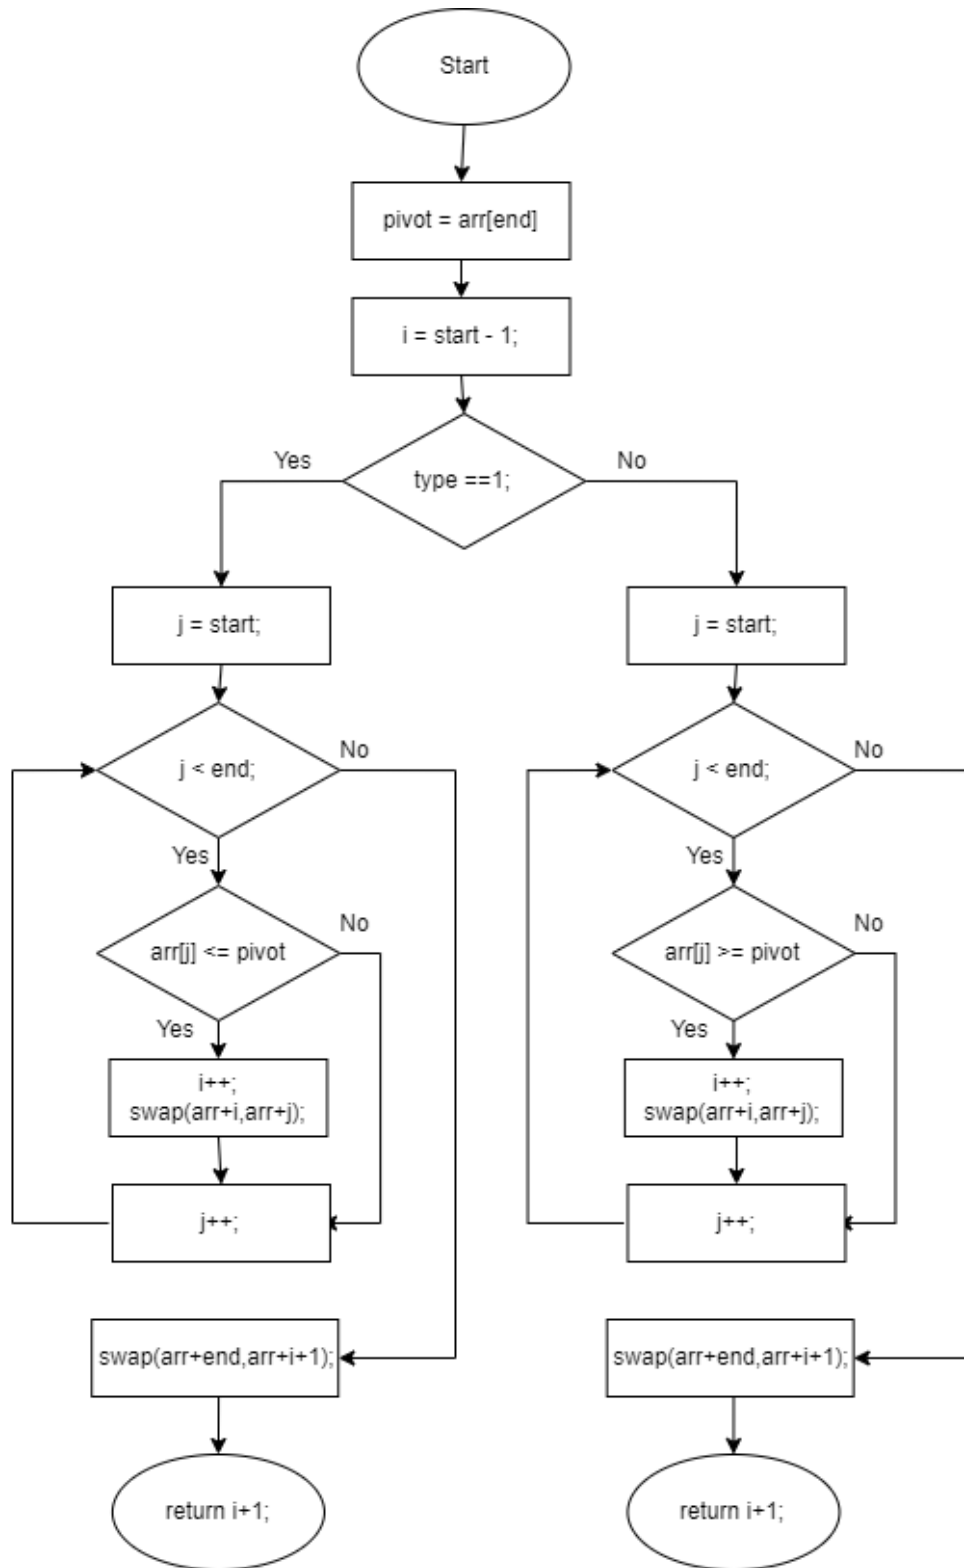 Start
pivot = arr[end]
i = start - 1;
type ==1;
Yes
No
j = start;
j < end;
No
Yes
arr[j] <= pivot
No
Yes
i++;
swap(arr+i,arr+j);
j++;
swap(arr+end,arr+i+1);
return i+1;
j = start;
j < end;
No
Yes
arr[j] >= pivot
No
Yes
i++;
swap(arr+i,arr+j);
j++;
swap(arr+end,arr+i+1);
return i+1;